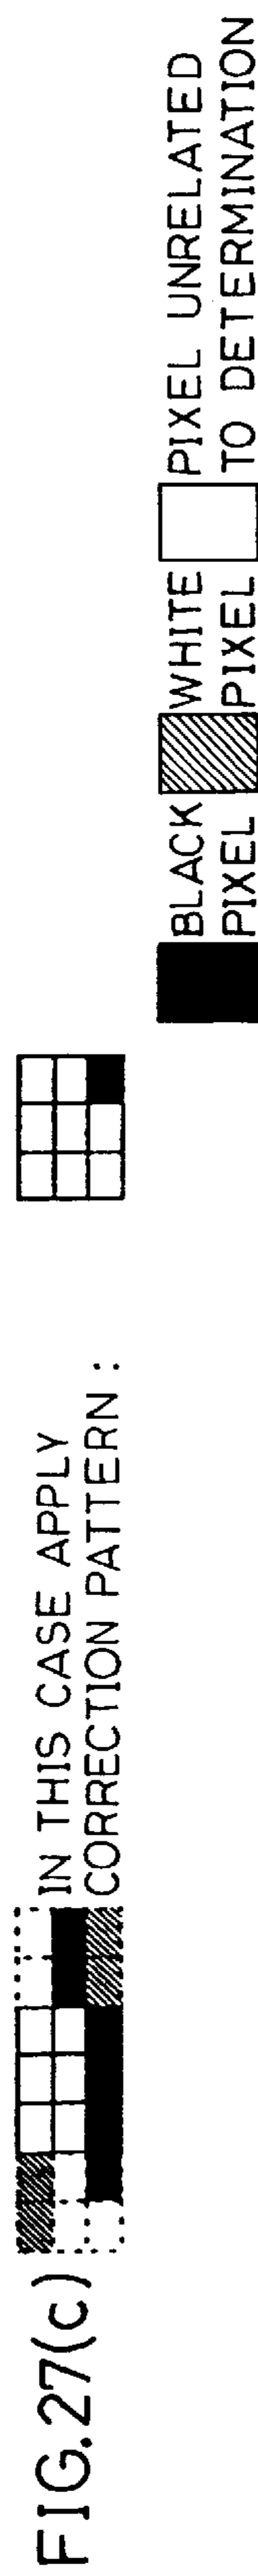 FIG.27(c)
IN THIS CASE APPLY
CORRECTION PATTERN :
BLACK
PIXEL
WHITE
PIXEL
PIXEL UNRELATED
TO DETERMINATION